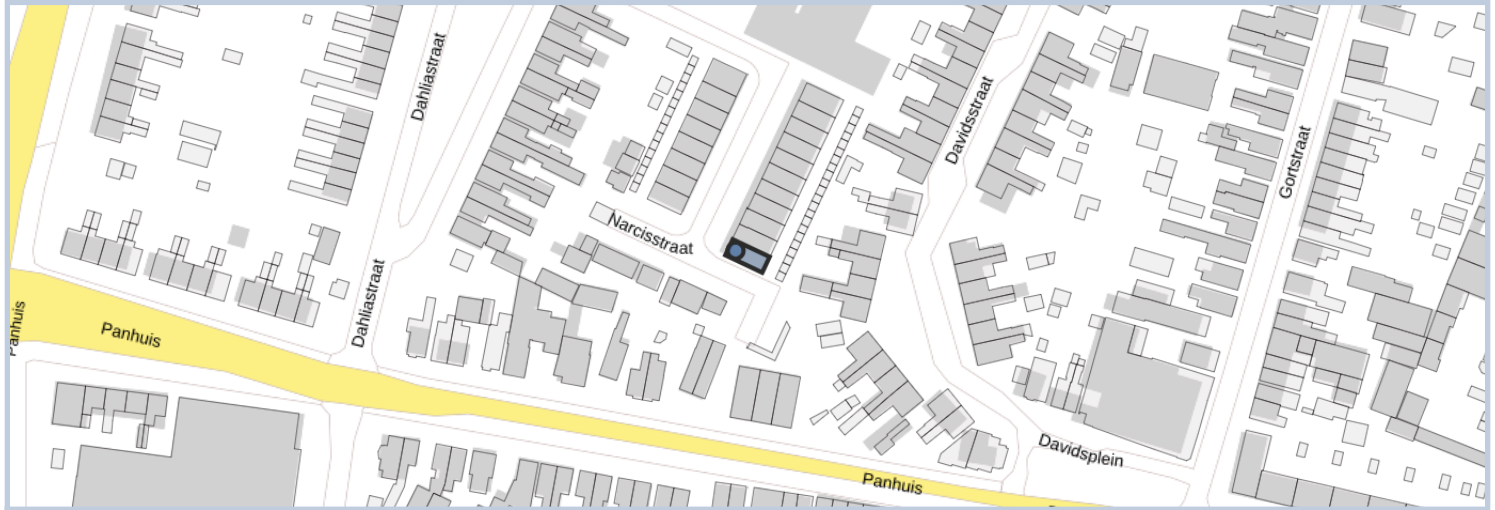 Dahliastraat
Davidsstraat
Gortstraat
Narcisstraat
Dahliastraat
Panhuis
Panhuis
Davidsplein
Panhuis